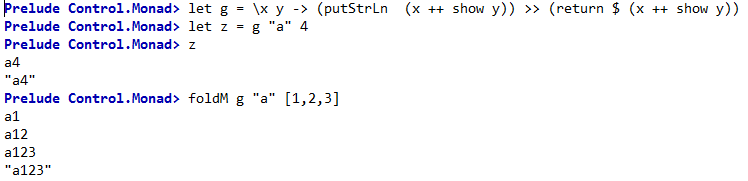 Prelude Control.Monad> let g = \x y -> (putStrLn  (x ++ show y)) >> (return $ (x ++ show y))
Prelude Control.Monad> let z = g "a" 4
Prelude Control.Monad> z
a4
"a4"
Prelude Control.Monad> foldM g "a" [1,2,3]
a1
a12
a123
"a123"